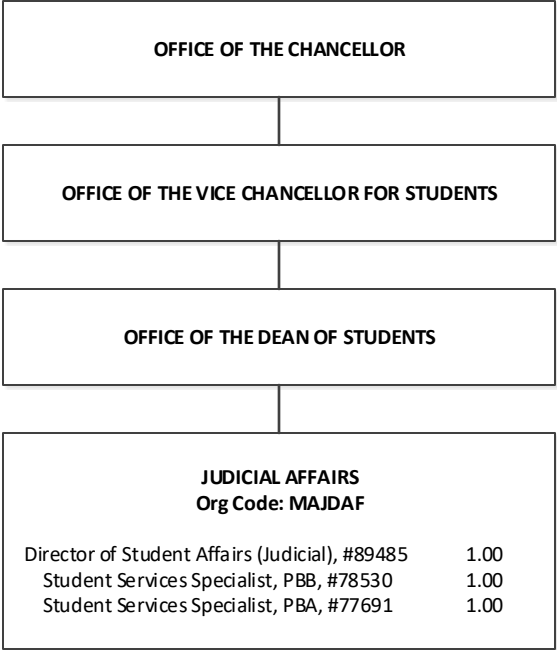 OFFICE OF THE CHANCELLOR
OFFICE OF THE VICE CHANCELLOR FOR STUDENTS
OFFICE OF THE DEAN OF STUDENTS
JUDICIAL AFFAIRS
Org Code: MAJDAF
Director of Student Affairs (Judicial), #89485 1.00
Student Services Specialist, PBB, #78530 1.00
Student Services Specialist, PBA, #77691 1.00